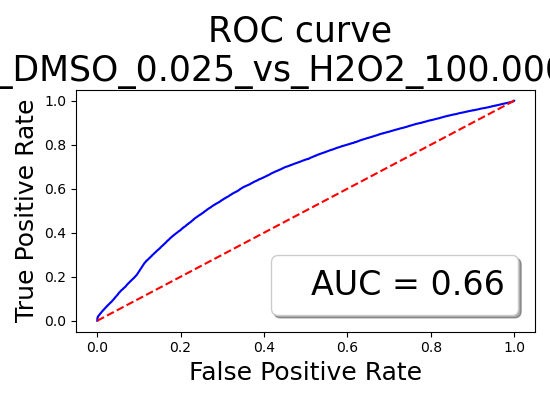 ROC curve
_DMSO_0.025_vs_H2O2_100.000
True Positive Rate
1.0
0.8
0.6
0.4
0.2
0.0
AUC = 0.66
0.0 0.2 0.4 0.6 0.8 1.0
False Positive Rate